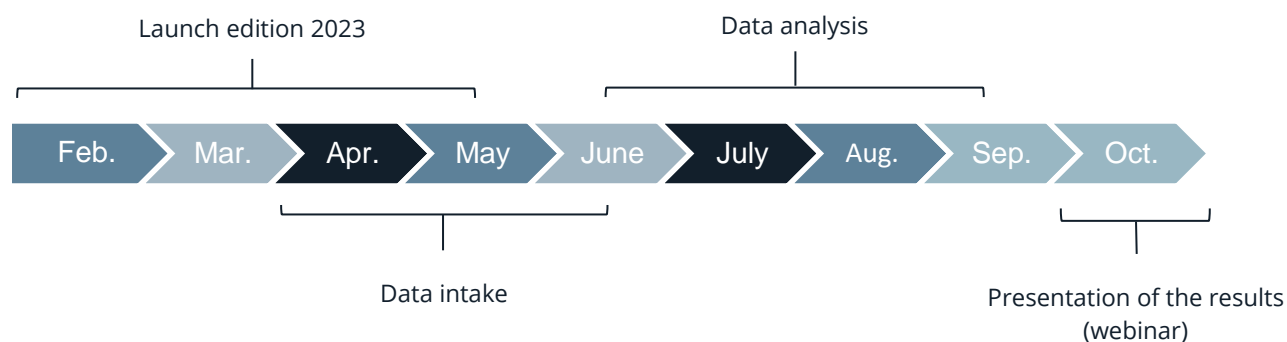 Launch edition 2023
Data analysis
Feb.
Mar.
Apr.
May
June
July
Aug.
Sep.
Oct.
Data intake
Presentation of the results
(webinar)